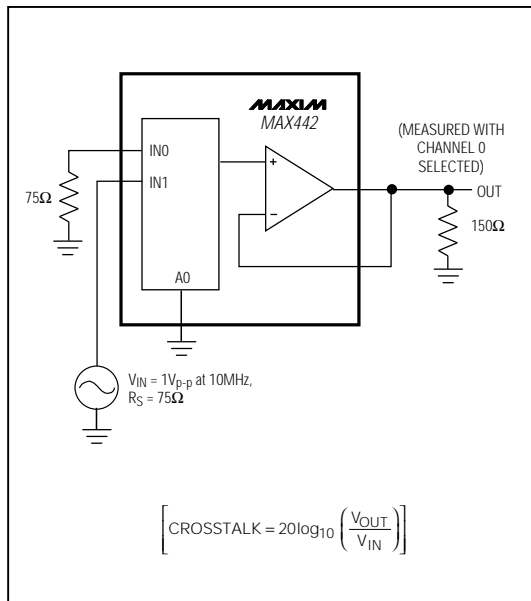 MAXIM
MAX442
(MEASURED WITH
CHANNEL 0
SELECTED)
IN0
IN1
+
−
OUT
75Ω
150Ω
A0
V_IN = 1Vp-p at 10MHz,
R_S = 75Ω
[CROSSTALK = 20log₁₀ (V_OUT / V_IN)]